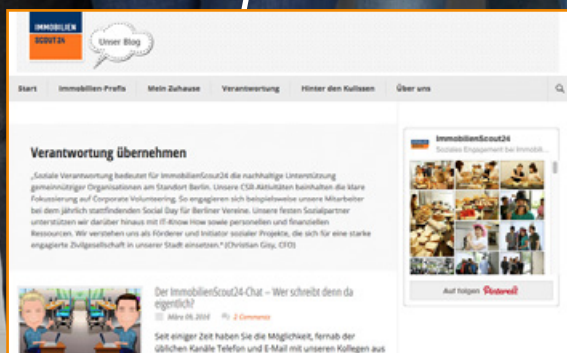 IMMOBILIEN
SCOUT24
Unser Blog
Start Immobilien-Profis Mein Zuhause Verantwortung Hinter den Kulissen Über uns
Verantwortung übernehmen
„Soziale Verantwortung bedeutet für ImmobilienScout24 die nachhaltige Unterstützung
gemeinnütziger Organisationen am Standort Berlin. Unsere CSR-Aktivitäten beinhalten die klare
Fokussierung auf Corporate Volunteering. So engagieren sich beispielsweise unsere Mitarbeiter
bei dem jährlich stattfindenden Social Day für Berliner Vereine. Unsere festen Sozialpartner
unterstützen wir darüber hinaus mit IT-Know How sowie personellen und finanziellen
Ressourcen. Wir verstehen uns als Förderer und Initiator sozialer Projekte, die sich für eine starke
engagierte Zivilgesellschaft in unserer Stadt einsetzen." (Christian Gisy, CFO)
ImmobilienScout24
Soziales Engagement bei Immobili...
Auf folgen Pinterest
Der ImmobilienScout24-Chat – Wer schreibt denn da
eigentlich?
März 09, 2014 2 Comments
Seit einiger Zeit haben Sie die Möglichkeit, fernab der
üblichen Kanäle Telefon und E-Mail mit unseren Kollegen aus